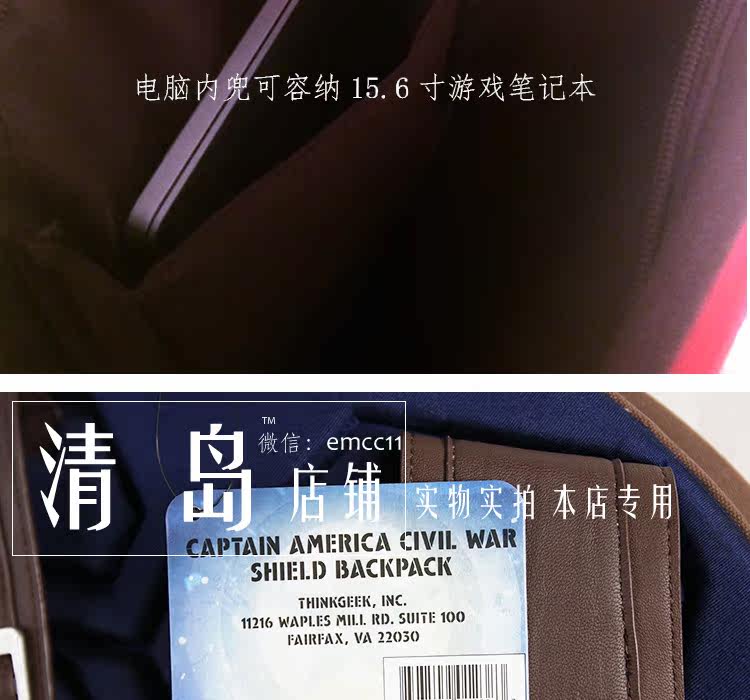 电脑内兜可容纳 15.6 寸游戏笔记本
清 岛 ™
微信：emcc11
店铺 实物实拍 本店专用
CAPTAIN AMERICA CIVIL WAR
SHIELD BACKPACK
THINKGEEK, INC.
11216 WAPLES MILL RD. SUITE 100
FAIRFAX, VA 22030